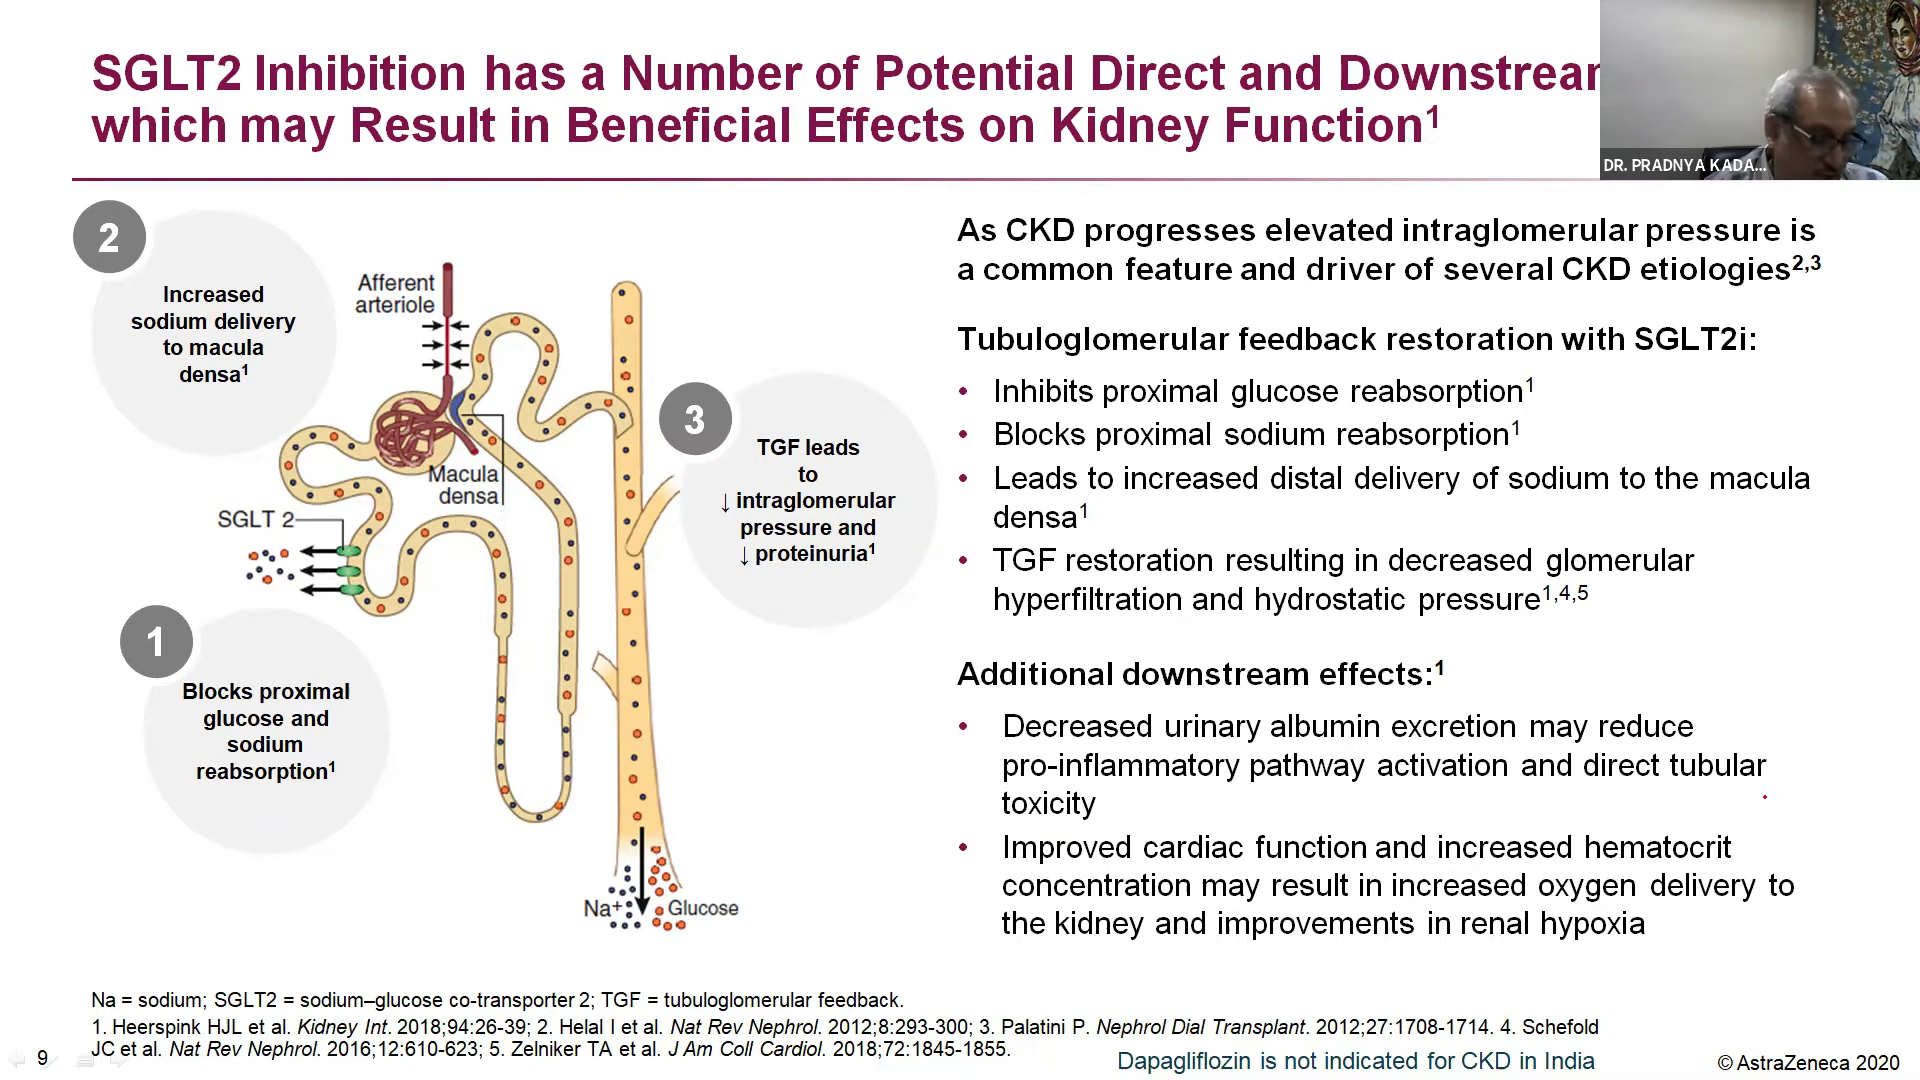 SGLT2 Inhibition has a Number of Potential Direct and Downstrear
which may Result in Beneficial Effects on Kidney Function1
DR. PRADNYA KADA...
2
Increased
sodium delivery
to macula
densa1
Afferent
arteriole
Macula
densa
SGLT 2
3
TGF leads
to
↓ intraglomerular
pressure and
↓ proteinuria1
1
Blocks proximal
glucose and
sodium
reabsorption1
Na+
Glucose
As CKD progresses elevated intraglomerular pressure is
a common feature and driver of several CKD etiologies2,3
Tubuloglomerular feedback restoration with SGLT2i:
• Inhibits proximal glucose reabsorption1
• Blocks proximal sodium reabsorption1
• Leads to increased distal delivery of sodium to the macula
densa1
• TGF restoration resulting in decreased glomerular
hyperfiltration and hydrostatic pressure1,4,5
Additional downstream effects:1
• Decreased urinary albumin excretion may reduce
pro-inflammatory pathway activation and direct tubular
toxicity
• Improved cardiac function and increased hematocrit
concentration may result in increased oxygen delivery to
the kidney and improvements in renal hypoxia
Na = sodium; SGLT2 = sodium–glucose co-transporter 2; TGF = tubuloglomerular feedback.
1. Heerspink HJL et al. Kidney Int. 2018;94:26-39; 2. Helal I et al. Nat Rev Nephrol. 2012;8:293-300; 3. Palatini P. Nephrol Dial Transplant. 2012;27:1708-1714. 4. Schefold
JC et al. Nat Rev Nephrol. 2016;12:610-623; 5. Zelniker TA et al. J Am Coll Cardiol. 2018;72:1845-1855.
9
Dapagliflozin is not indicated for CKD in India
© AstraZeneca 2020